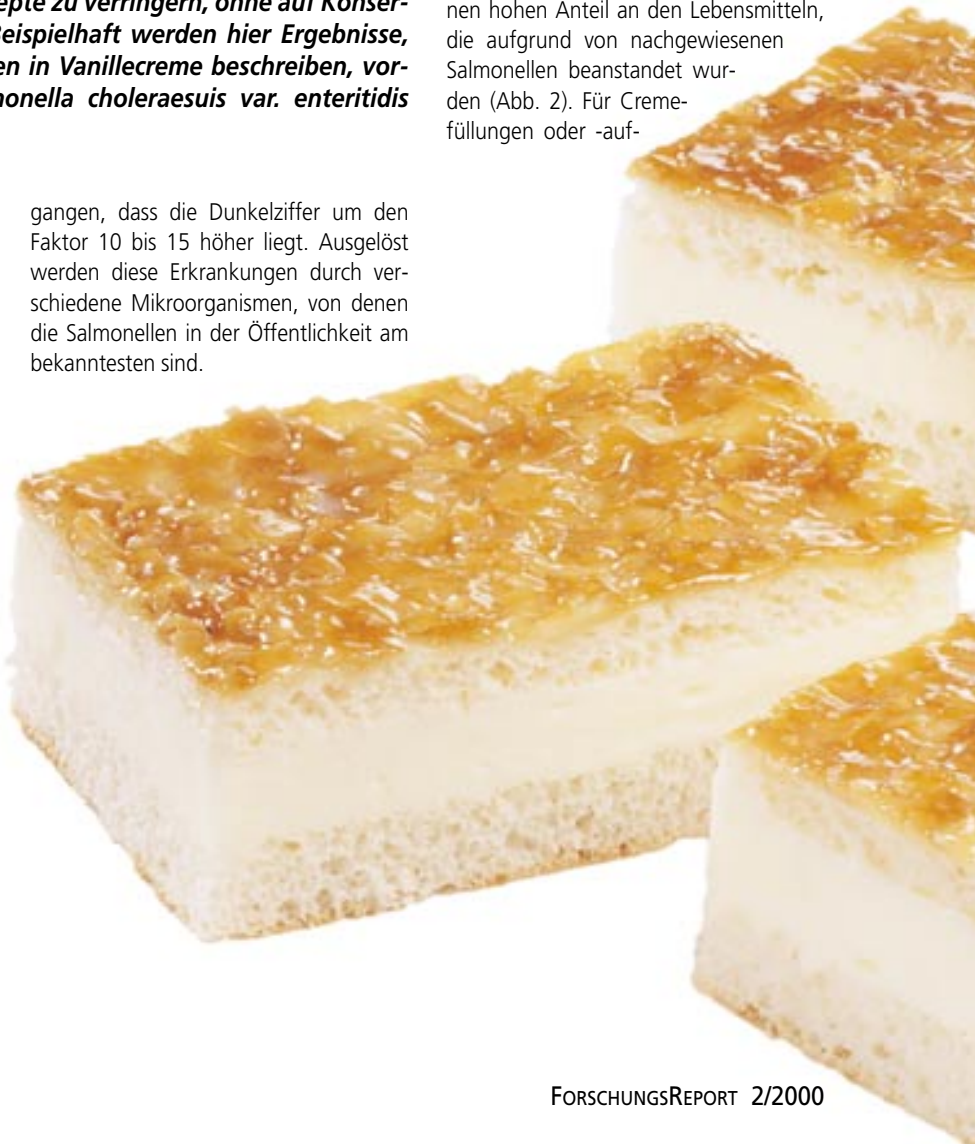 epte zu verringern, ohne auf Konser-
Beispielhaft werden hier Ergebnisse,
en in Vanillecreme beschreiben, vor-
monella choleraesuis var. enteritidis
gangen, dass die Dunkelziffer um den
Faktor 10 bis 15 höher liegt. Ausgelöst
werden diese Erkrankungen durch ver-
schiedene Mikroorganismen, von denen
die Salmonellen in der Öffentlichkeit am
bekanntesten sind.
nen hohen Anteil an den Lebensmitteln,
die aufgrund von nachgewiesenen
Salmonellen beanstandet wur-
den (Abb. 2). Für Creme-
füllungen oder -auf-
FORSCHUNGSREPORT 2/2000